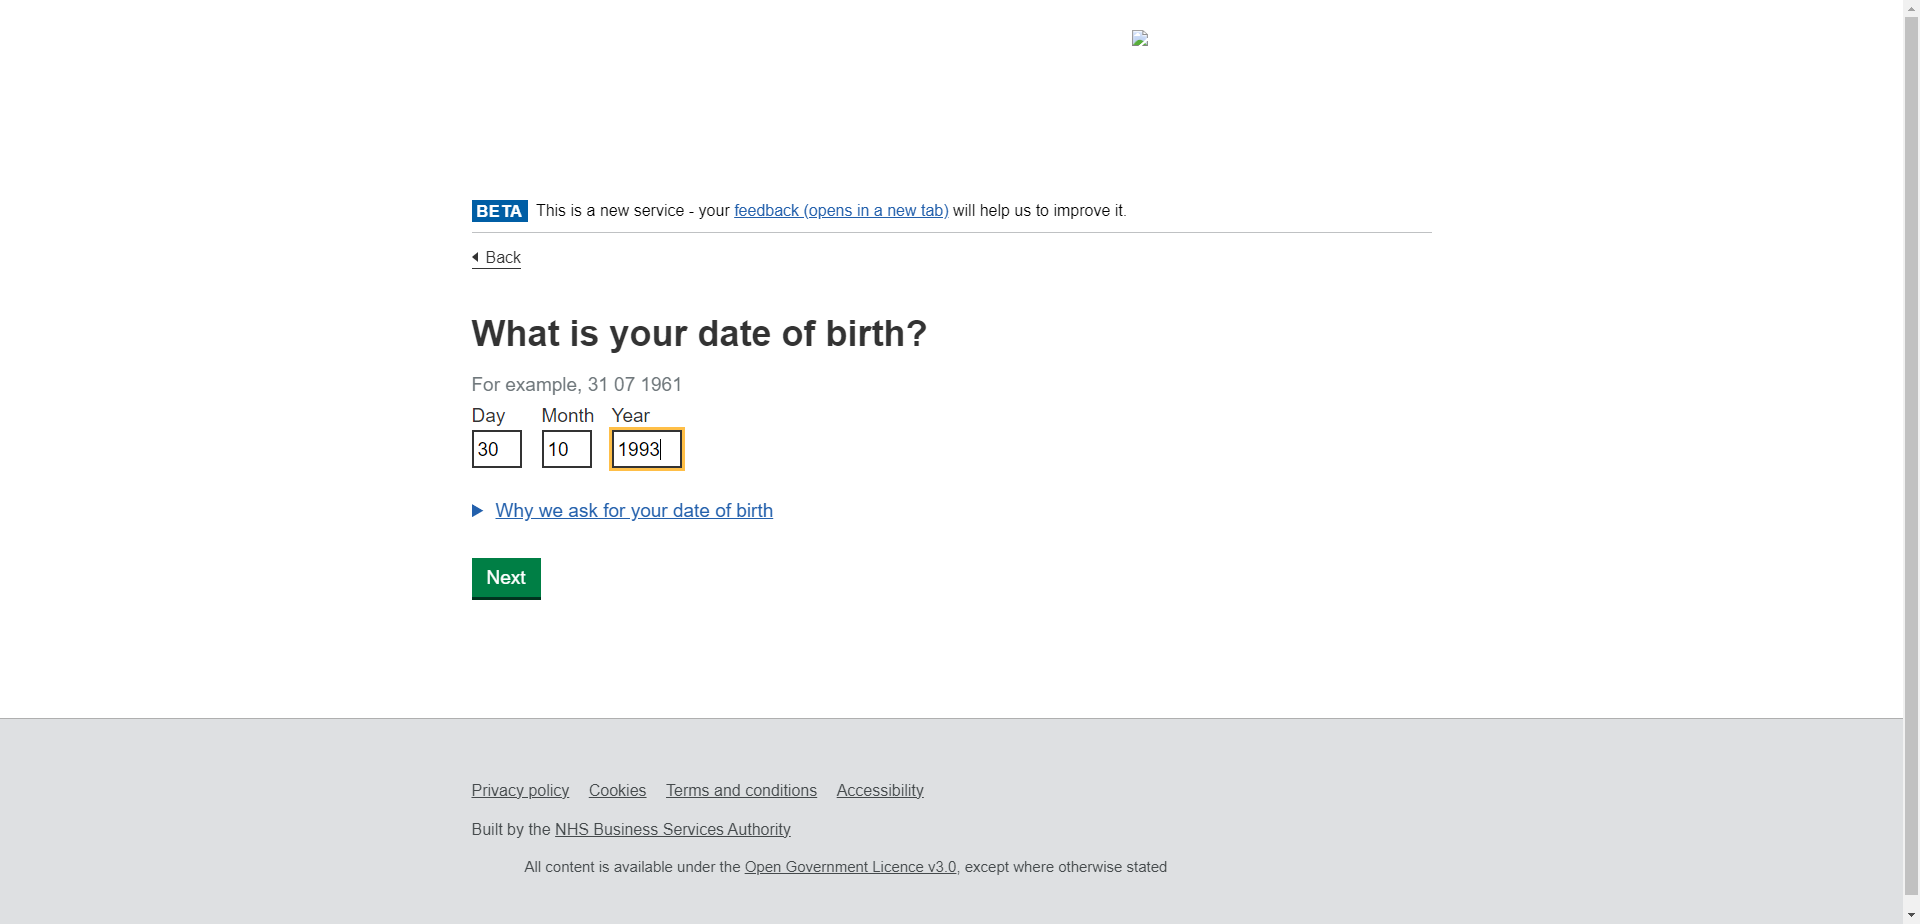 BETA This is a new service - your feedback (opens in a new tab) will help us to improve it.
Back
What is your date of birth?
For example, 31 07 1961
Day Month Year
30 10 1993
Why we ask for your date of birth
Next
Privacy policy Cookies Terms and conditions Accessibility
Built by the NHS Business Services Authority
All content is available under the Open Government Licence v3.0, except where otherwise stated